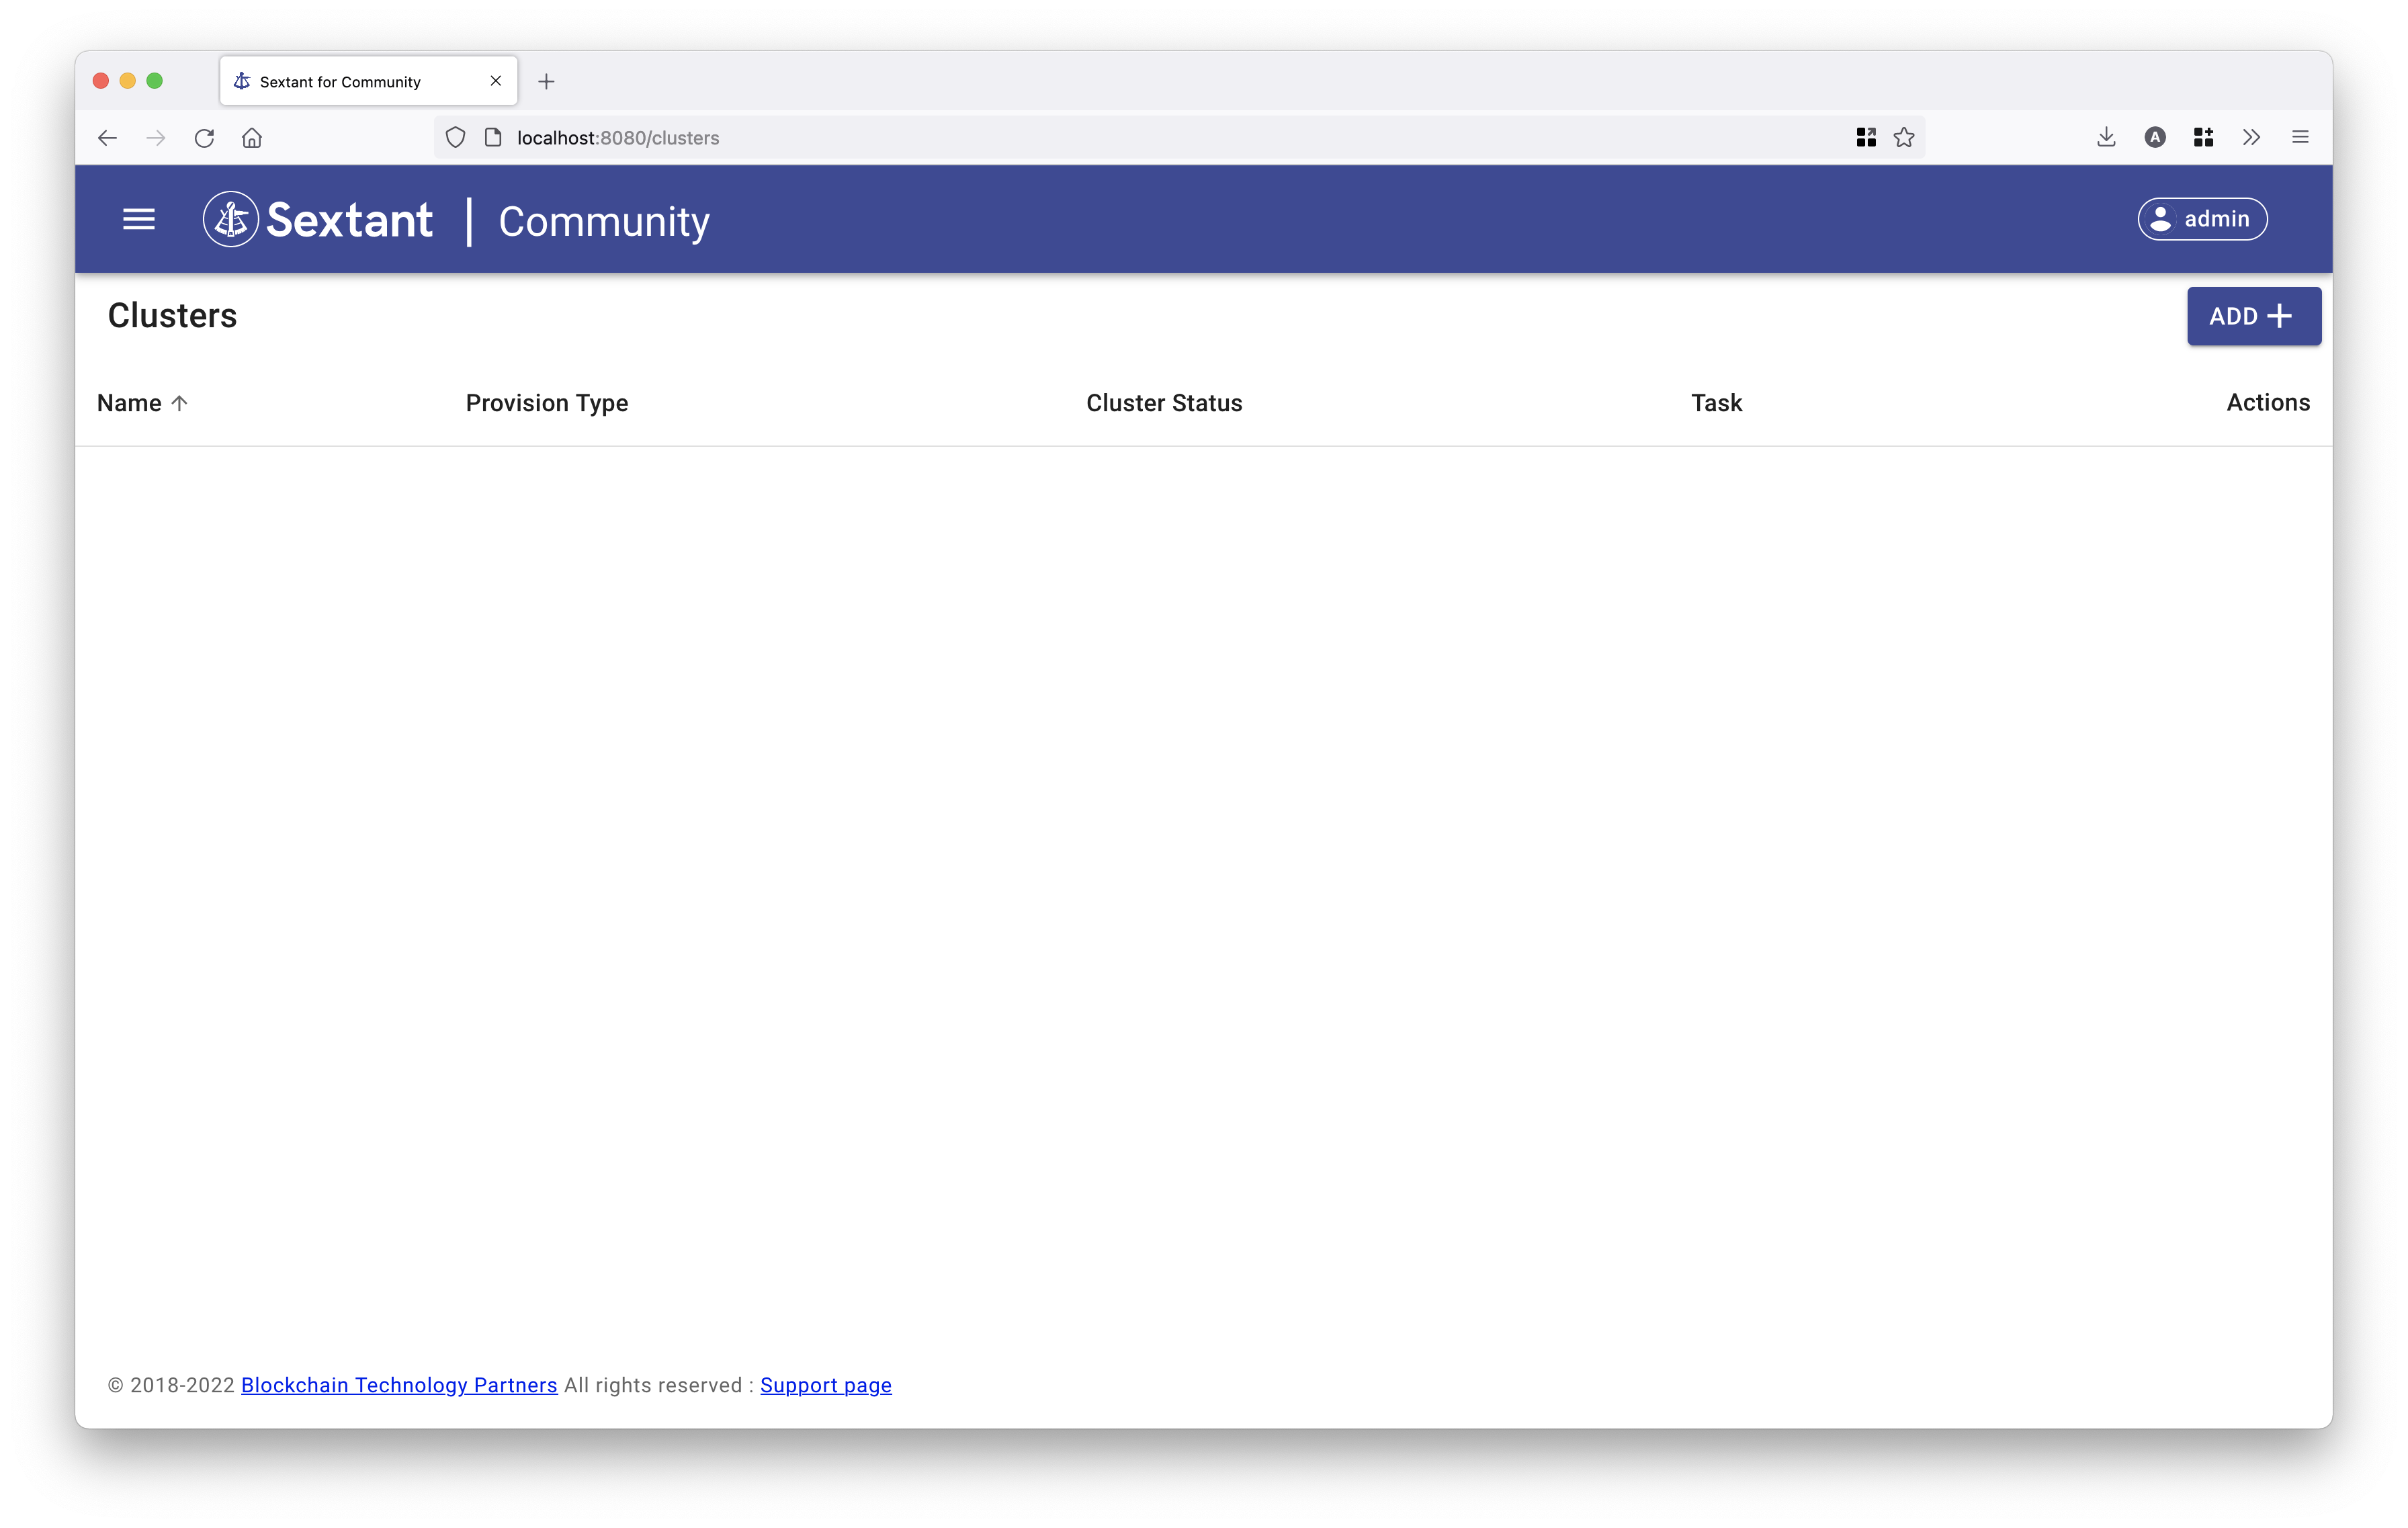 Sextant for Community
localhost:8080/clusters
A
Sextant | Community
admin
Clusters
ADD +
Name Provision Type Cluster Status Task Actions
© 2018-2022 Blockchain Technology Partners All rights reserved : Support page